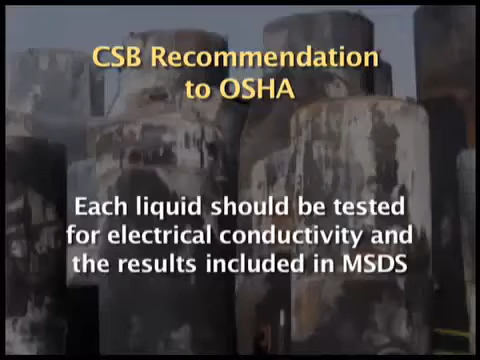 CSB Recommendation
to OSHA
Each liquid should be tested
for electrical conductivity and
the results included in MSDS